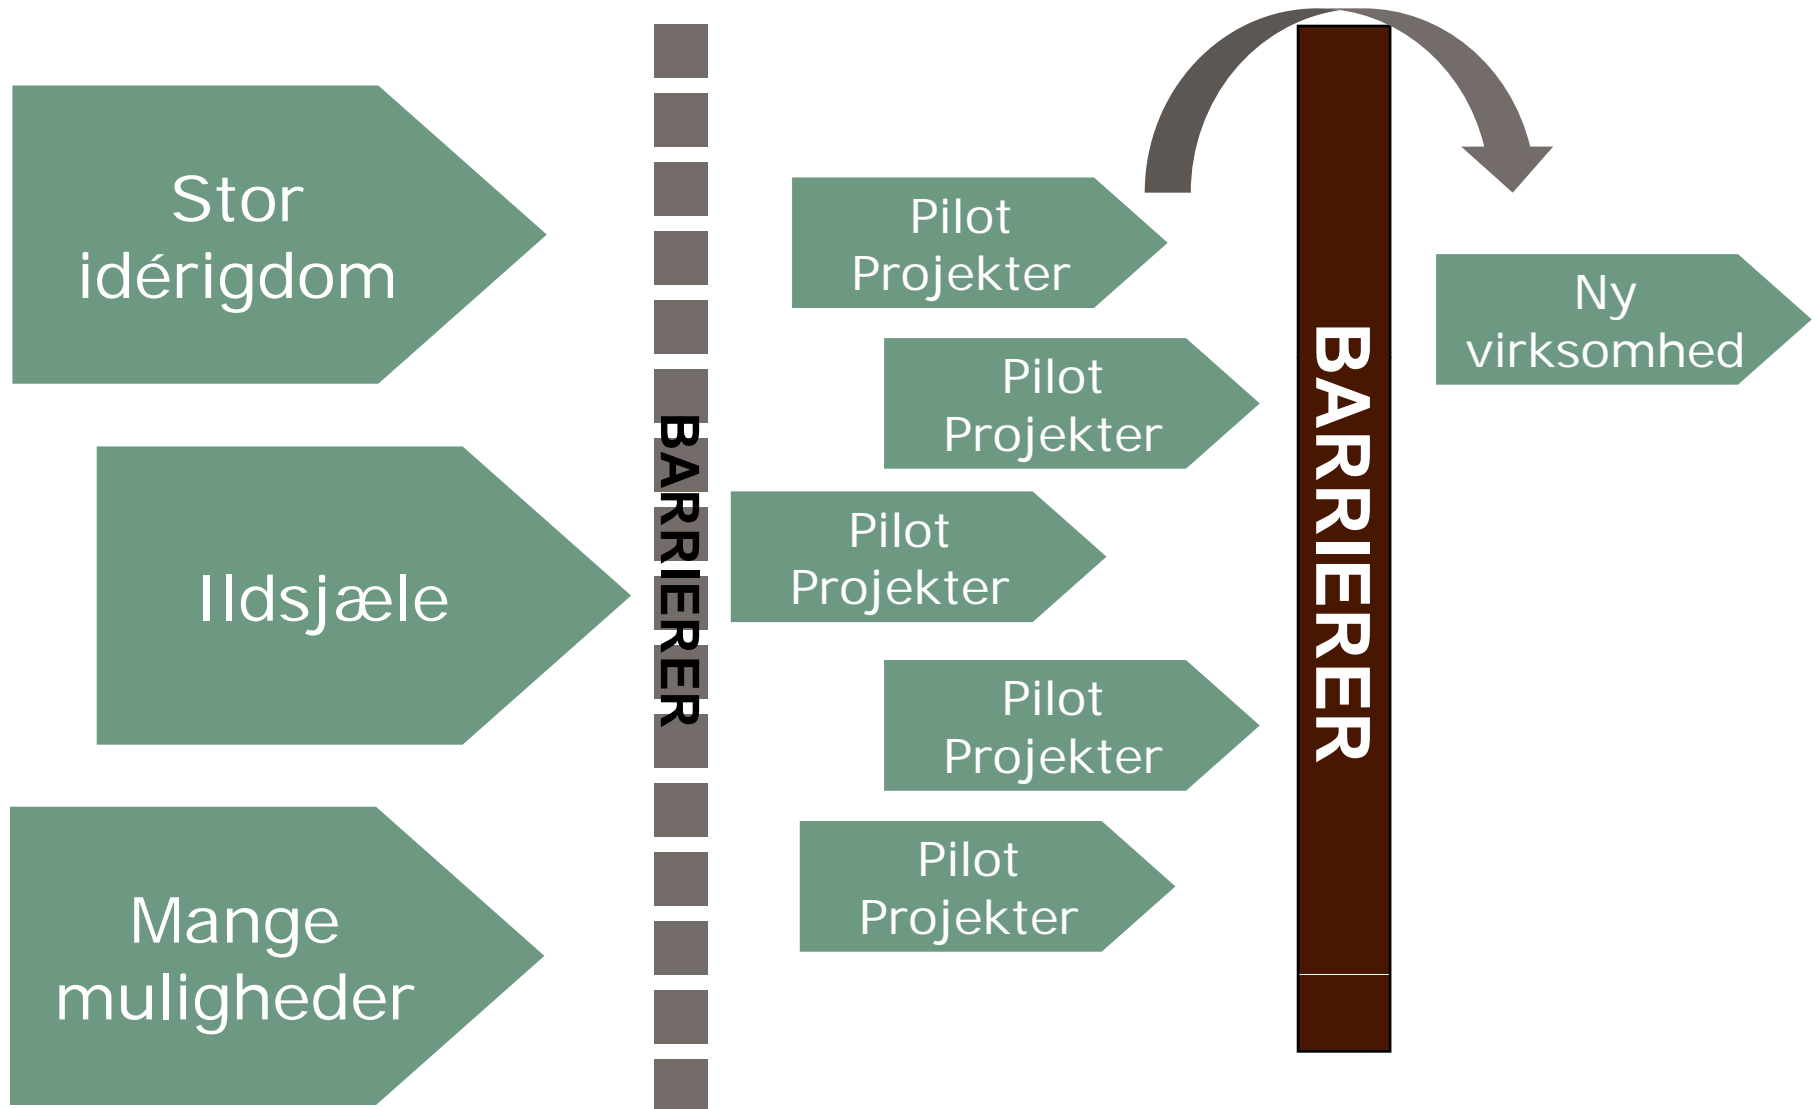 Stor
idérigdom
Ildsjæle
Mange
muligheder
BARRIERER
Pilot
Projekter
Pilot
Projekter
Pilot
Projekter
Pilot
Projekter
Pilot
Projekter
BARRIERER
Ny
virksomhed